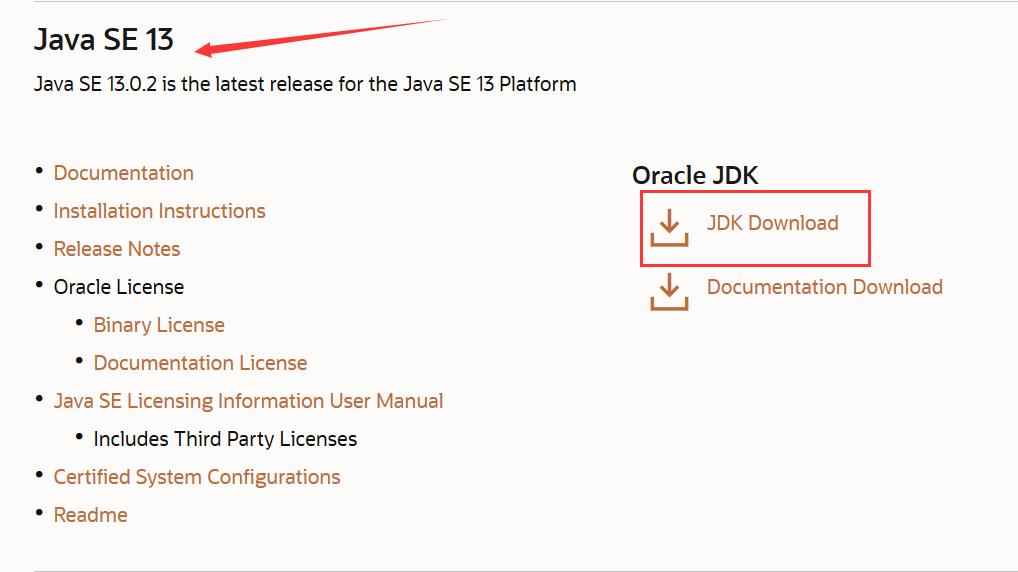 Java SE 13
Java SE 13.0.2 is the latest release for the Java SE 13 Platform
Documentation
Installation Instructions
Release Notes
Oracle License
Binary License
Documentation License
Java SE Licensing Information User Manual
Includes Third Party Licenses
Certified System Configurations
Readme
Oracle JDK
JDK Download
Documentation Download